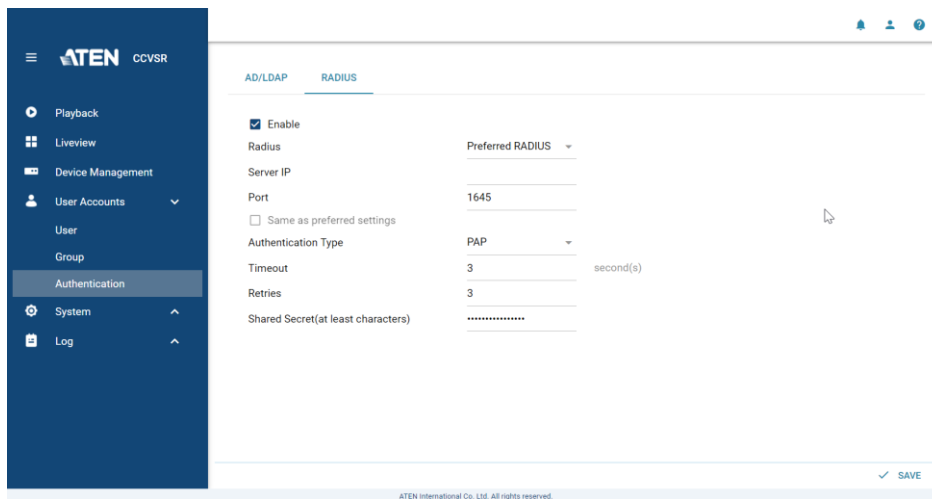 ATEN CCVSR
Playback
Liveview
Device Management
User Accounts
User
Group
Authentication
System
Log
AD/LDAP RADIUS
Enable
Radius Preferred RADIUS
Server IP
Port 1645
Same as preferred settings
Authentication Type PAP
Timeout 3 second(s)
Retries 3
Shared Secret(at least characters) ••••••••••••••••
SAVE
ATEN International Co. Ltd. All rights reserved.